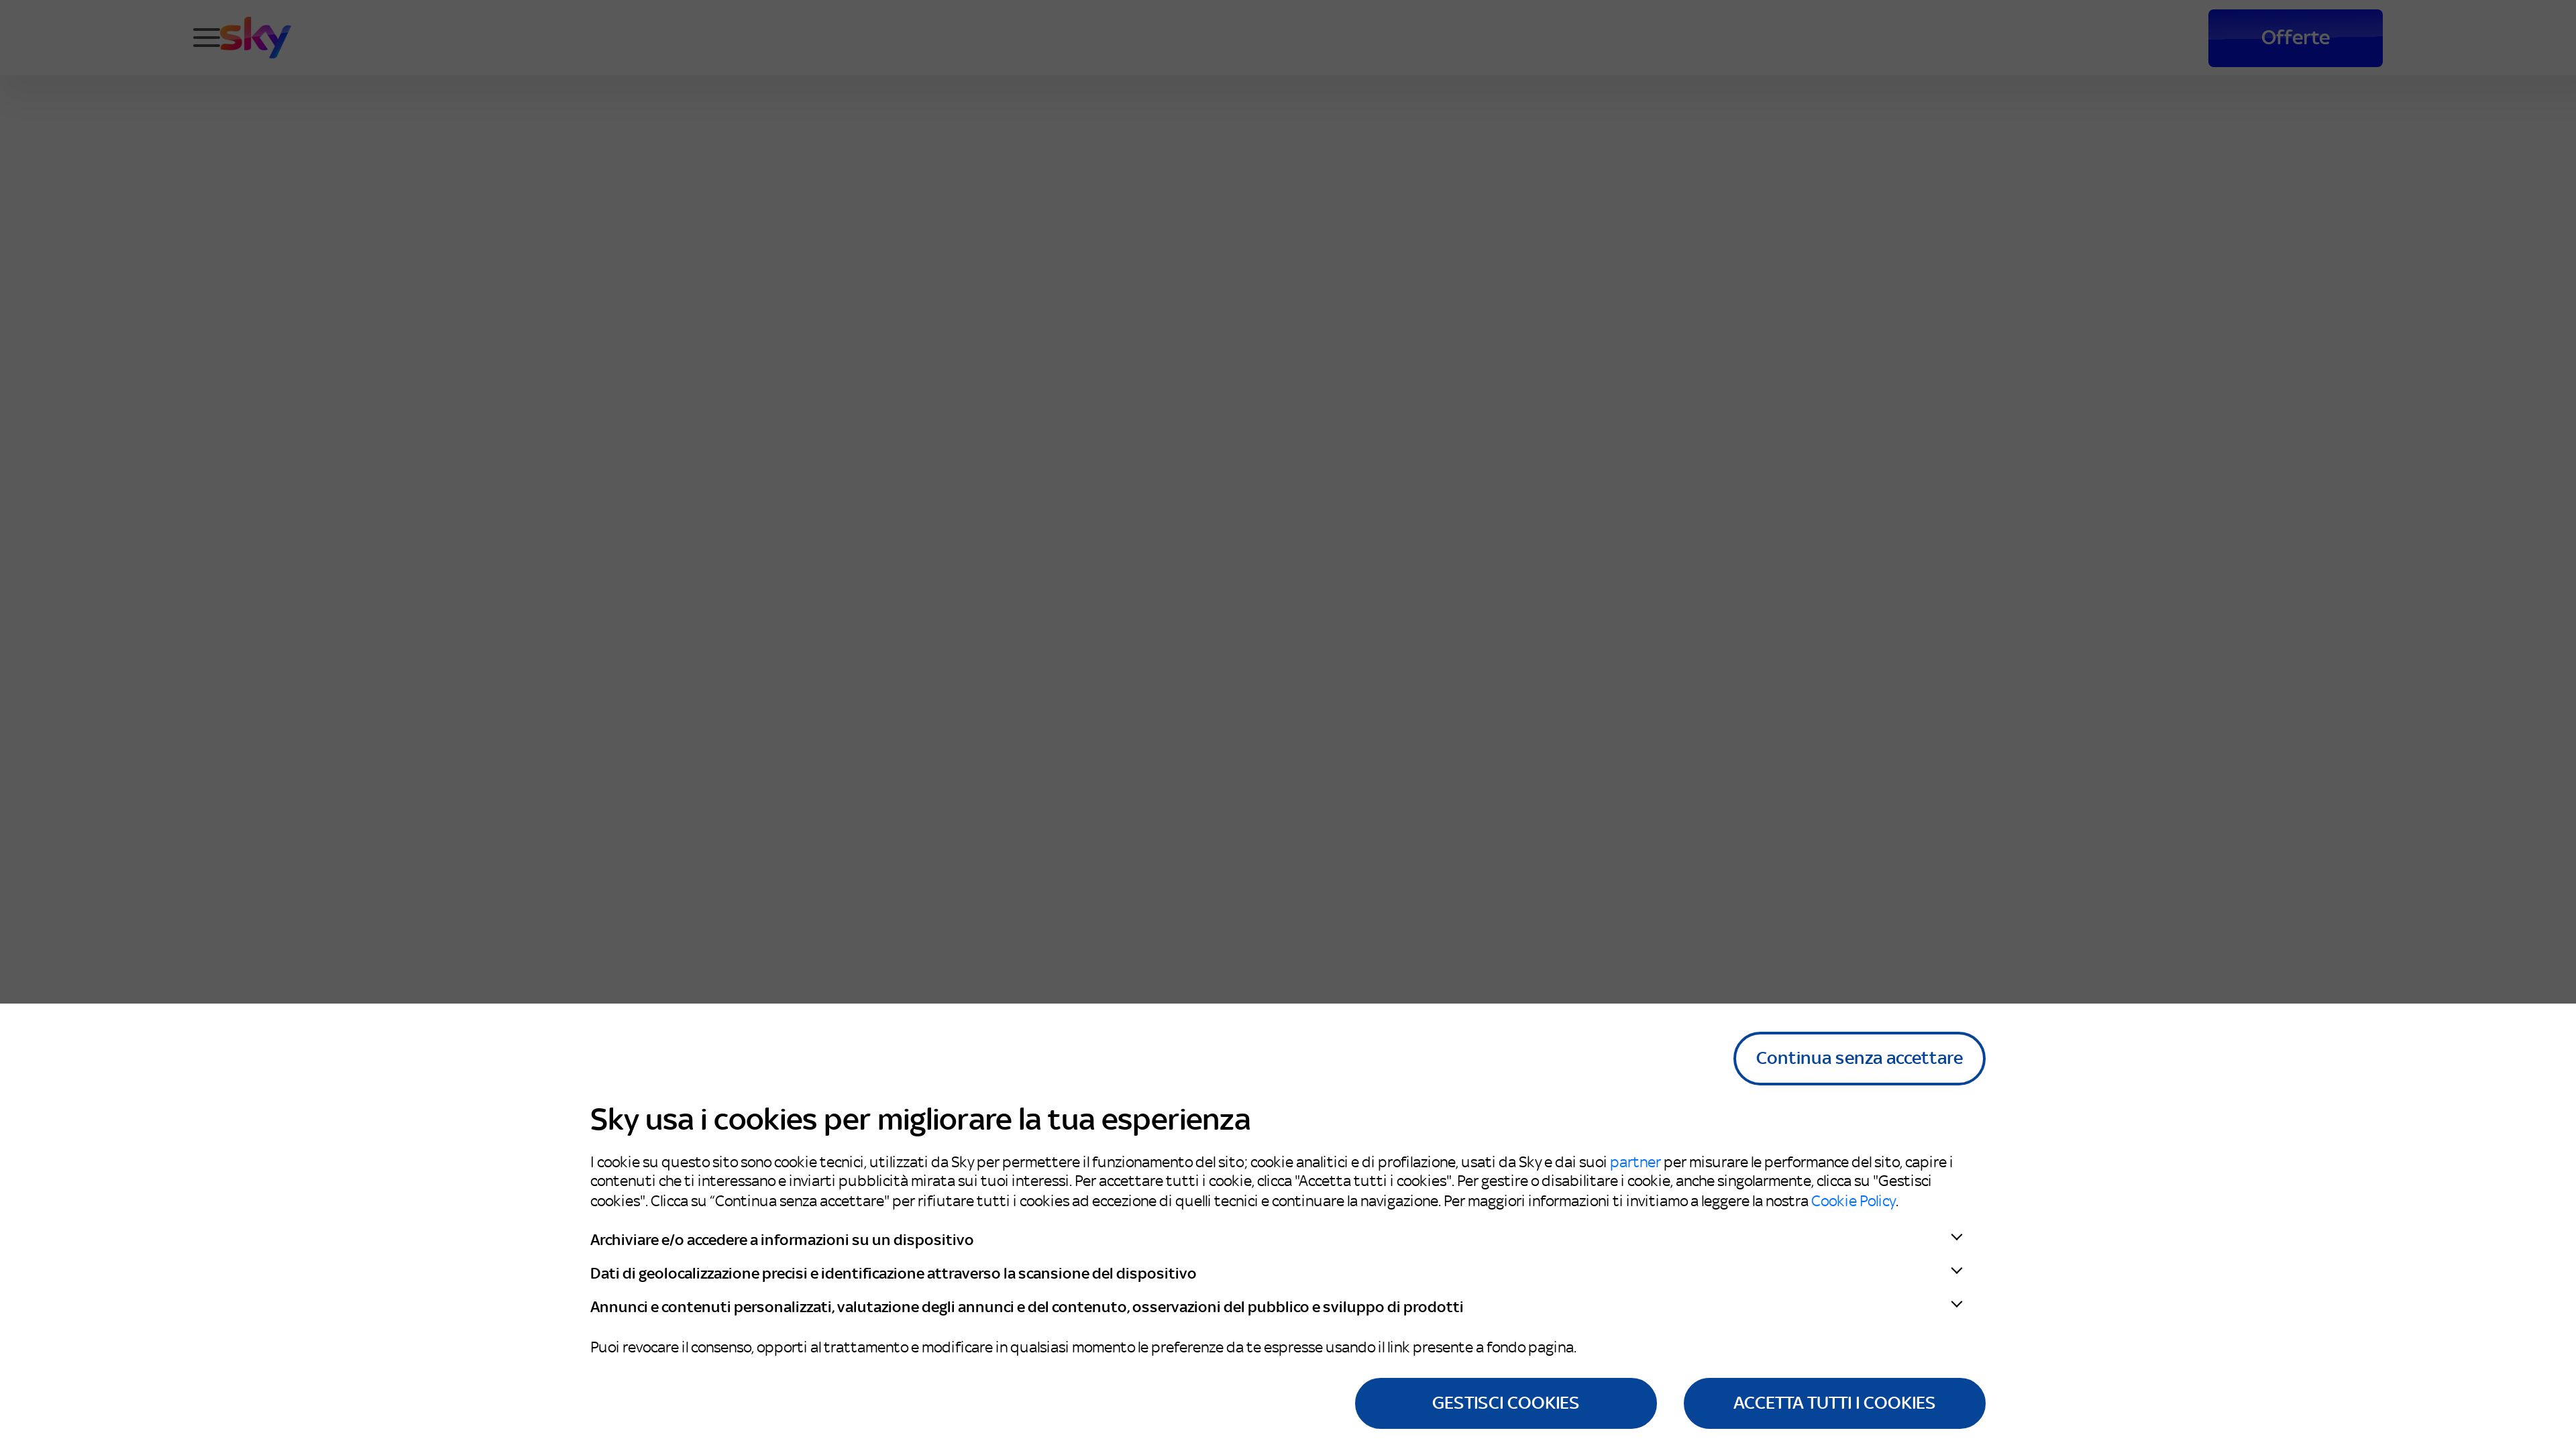 sky
Offerte
Continua senza accettare
Sky usa i cookies per migliorare la tua esperienza
I cookie su questo sito sono cookie tecnici, utilizzati da Sky per permettere il funzionamento del sito; cookie analitici e di profilazione, usati da Sky e dai suoi partner per misurare le performance del sito, capire i
contenuti che ti interessano e inviarti pubblicità mirata sui tuoi interessi. Per accettare tutti i cookie, clicca "Accetta tutti i cookies". Per gestire o disabilitare i cookie, anche singolarmente, clicca su "Gestisci
cookies". Clicca su “Continua senza accettare" per rifiutare tutti i cookies ad eccezione di quelli tecnici e continuare la navigazione. Per maggiori informazioni ti invitiamo a leggere la nostra Cookie Policy.
Archiviare e/o accedere a informazioni su un dispositivo
Dati di geolocalizzazione precisi e identificazione attraverso la scansione del dispositivo
Annunci e contenuti personalizzati, valutazione degli annunci e del contenuto, osservazioni del pubblico e sviluppo di prodotti
Puoi revocare il consenso, opporti al trattamento e modificare in qualsiasi momento le preferenze da te espresse usando il link presente a fondo pagina.
GESTISCI COOKIES
ACCETTA TUTTI I COOKIES